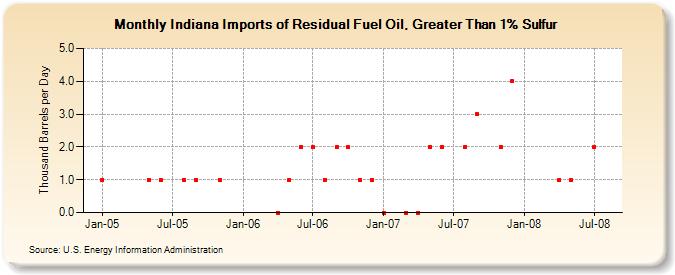 Monthly Indiana Imports of Residual Fuel Oil, Greater Than 1% Sulfur
Thousand Barrels per Day
5.0
4.0
3.0
2.0
1.0
0.0
Jan-05 Jul-05 Jan-06 Jul-06 Jan-07 Jul-07 Jan-08 Jul-08
Source: U.S. Energy Information Administration